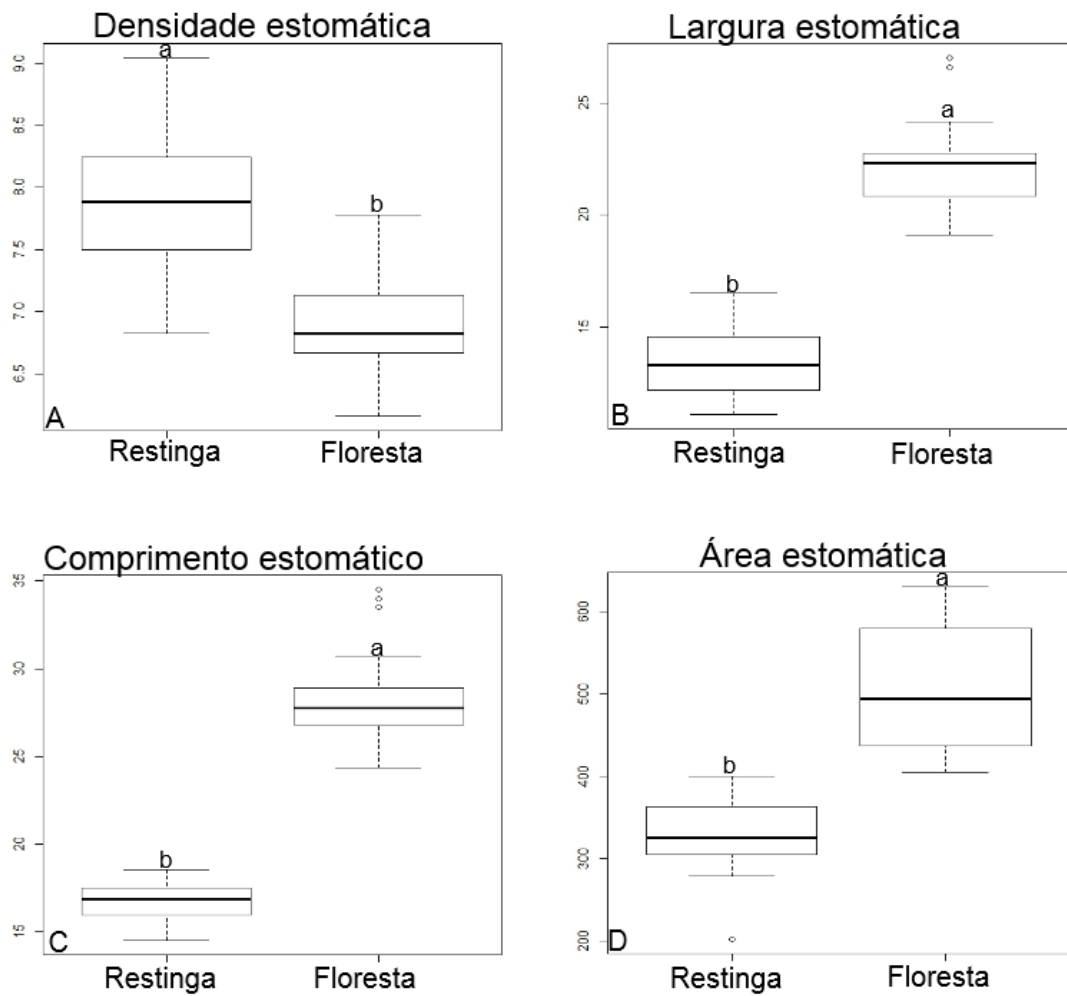 Densidade estomática
a
b
9.0
8.5
8.0
7.5
7.0
6.5
A
Restinga Floresta
Largura estomática
a
b
25
20
15
B
Restinga Floresta
Comprimento estomático
a
b
35
30
25
20
15
C
Restinga Floresta
Área estomática
a
b
600
500
400
300
200
D
Restinga Floresta